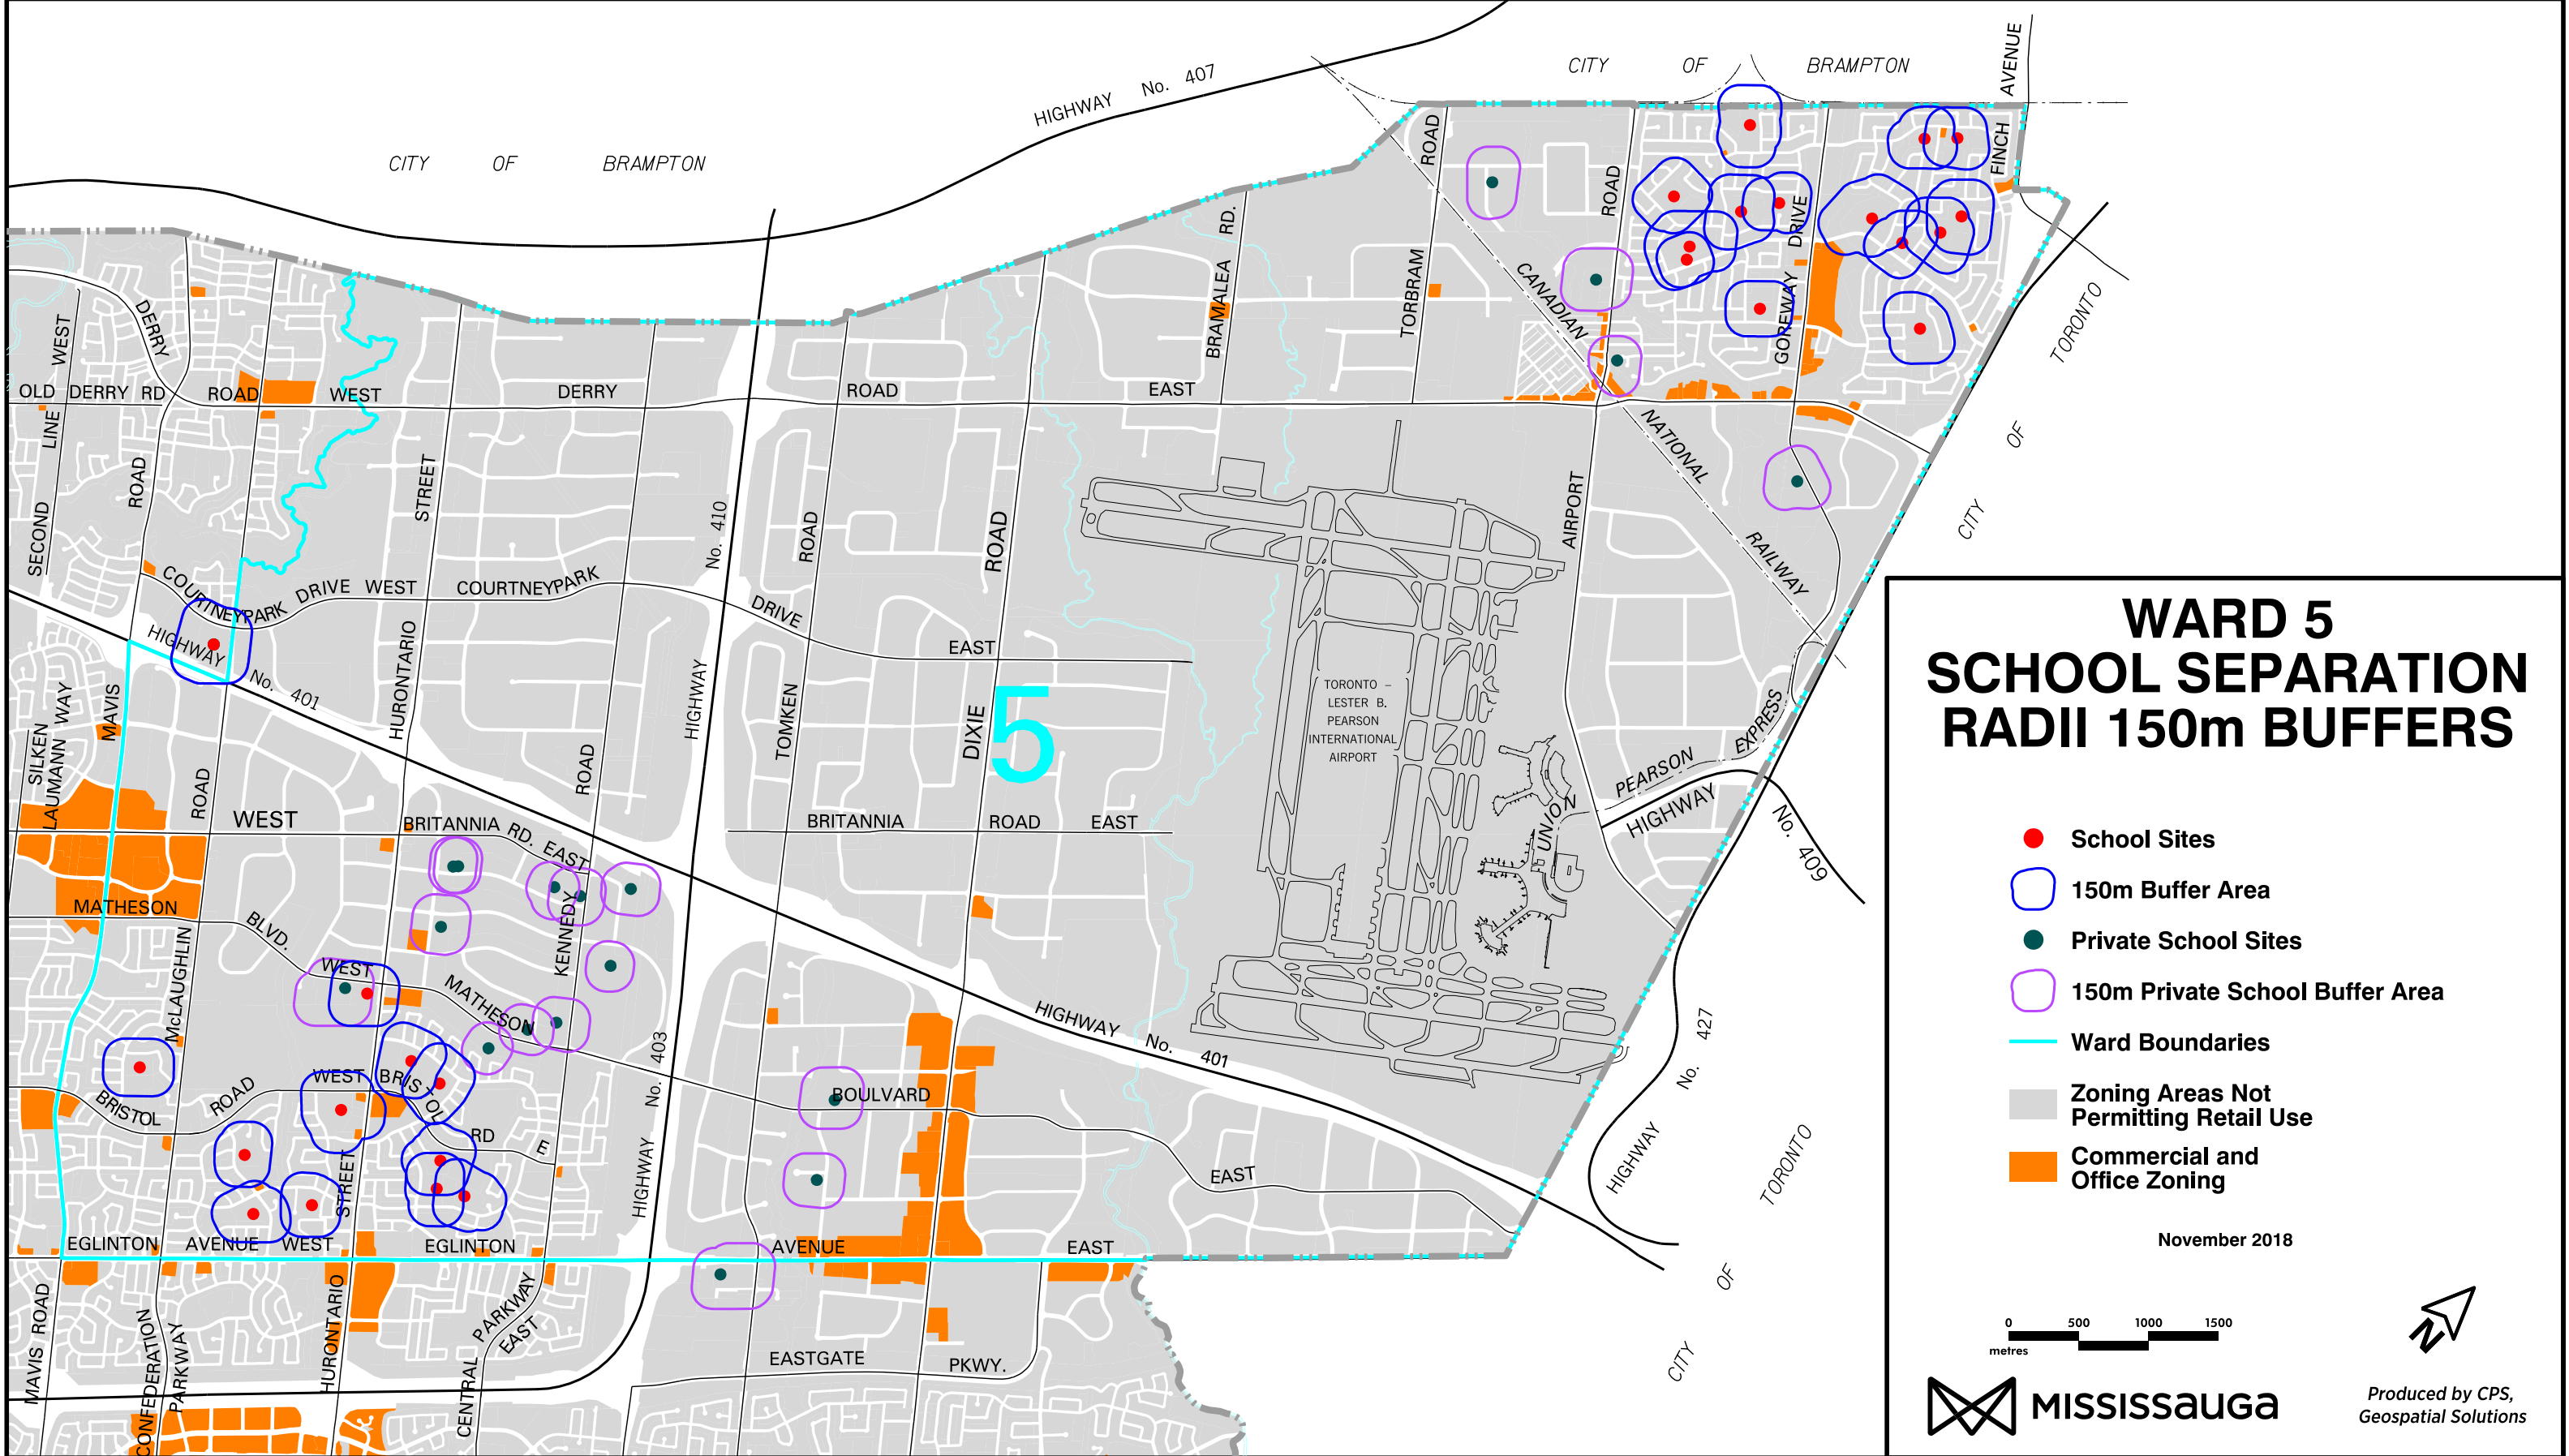 HIGHWAY No. 407
CITY OF BRAMPTON
CITY OF BRAMPTON
FINCH AVENUE
ROAD
TORBRAM
ROAD
AIRPORT
GOREWAY DRIVE
BRAMALEA RD.
CANADIAN NATIONAL RAILWAY
CITY OF TORONTO
SECOND LINE WEST
DERRY
OLD DERRY RD
ROAD WEST
DERRY ROAD EAST
ROAD
STREET
HURONTARIO
COURTNEYPARK DRIVE WEST
COURTNEYPARK DRIVE EAST
HIGHWAY No. 401
HIGHWAY No. 410
ROAD
TOMKEN
ROAD
DIXIE
5
TORONTO –
LESTER B.
PEARSON
INTERNATIONAL
AIRPORT
UNION
PEARSON EXPRESS
HIGHWAY No. 409
SILKEN
LAUMANN WAY
MAVIS
ROAD
McLAUGHLIN
WEST
BRITANNIA RD. EAST
BRITANNIA ROAD EAST
ROAD
KENNEDY
MATHESON BLVD. WEST
MATHESON
BOULVARD
EAST
HIGHWAY No. 401
HIGHWAY No. 403
HIGHWAY No. 427
CITY OF TORONTO
BRISTOL ROAD WEST
BRISTOL RD E
STREET
EGLINTON AVENUE WEST
EGLINTON AVENUE EAST
MAVIS ROAD
CONFEDERATION
PARKWAY
HURONTARIO
CENTRAL PARKWAY
EAST
EASTGATE PKWY.
WARD 5
SCHOOL SEPARATION
RADII 150m BUFFERS
School Sites
150m Buffer Area
Private School Sites
150m Private School Buffer Area
Ward Boundaries
Zoning Areas Not
Permitting Retail Use
Commercial and
Office Zoning
November 2018
0 500 1000 1500
metres
N
MISSISSauGa
Produced by CPS,
Geospatial Solutions